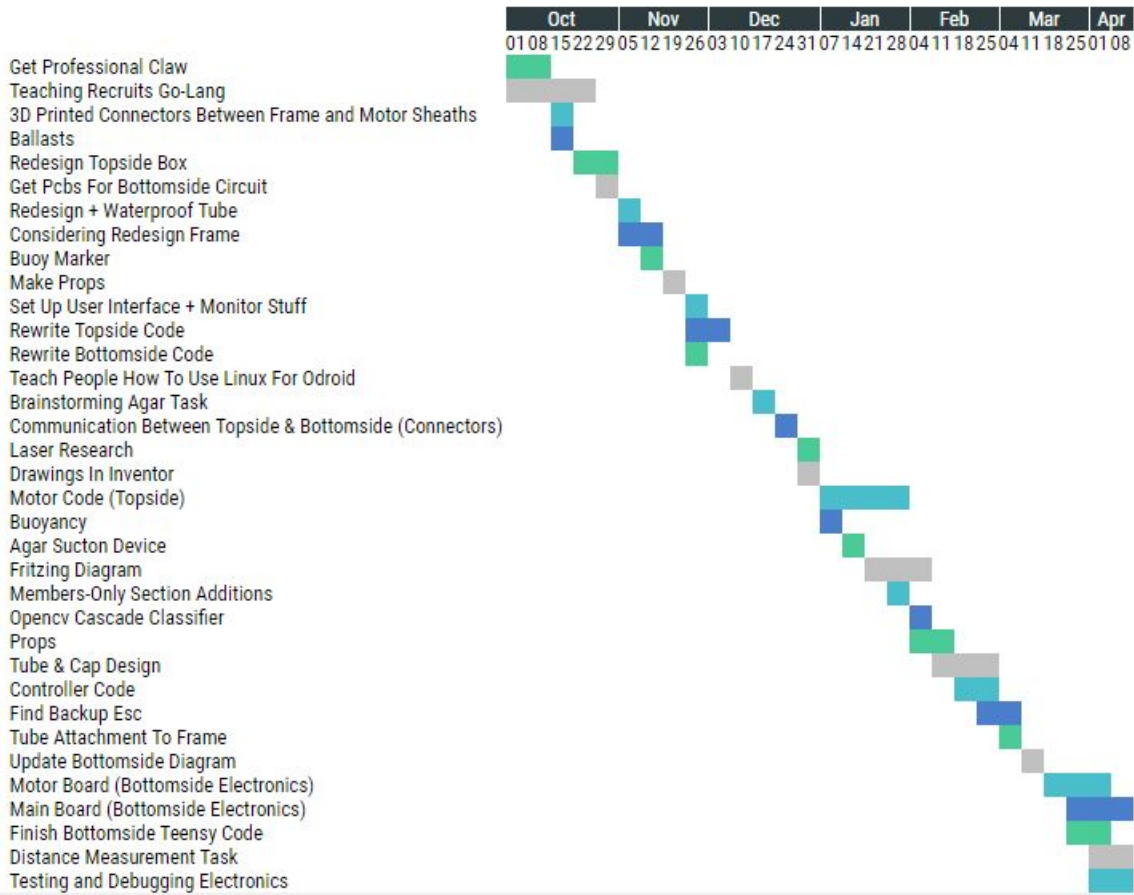 Oct Nov Dec Jan Feb Mar Apr
01 08 15 22 29 05 12 19 26 03 10 17 24 31 07 14 21 28 04 11 18 25 04 11 18 25 01 08
Get Professional Claw
Teaching Recruits Go-Lang
3D Printed Connectors Between Frame and Motor Sheaths
Ballasts
Redesign Topside Box
Get Pcbs For Bottomside Circuit
Redesign + Waterproof Tube
Considering Redesign Frame
Buoy Marker
Make Props
Set Up User Interface + Monitor Stuff
Rewrite Topside Code
Rewrite Bottomside Code
Teach People How To Use Linux For Odroid
Brainstorming Agar Task
Communication Between Topside & Bottomside (Connectors)
Laser Research
Drawings In Inventor
Motor Code (Topside)
Buoyancy
Agar Sucton Device
Fritzing Diagram
Members-Only Section Additions
Opencv Cascade Classifier
Props
Tube & Cap Design
Controller Code
Find Backup Esc
Tube Attachment To Frame
Update Bottomside Diagram
Motor Board (Bottomside Electronics)
Main Board (Bottomside Electronics)
Finish Bottomside Teensy Code
Distance Measurement Task
Testing and Debugging Electronics